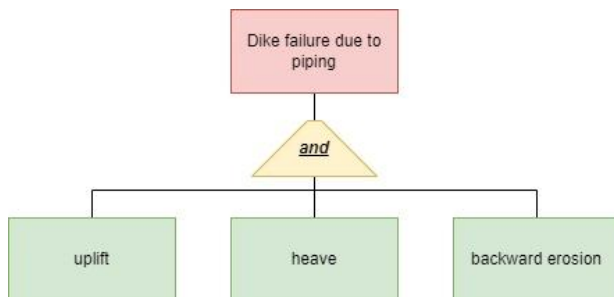 Dike failure due to
piping
and
uplift
heave
backward erosion